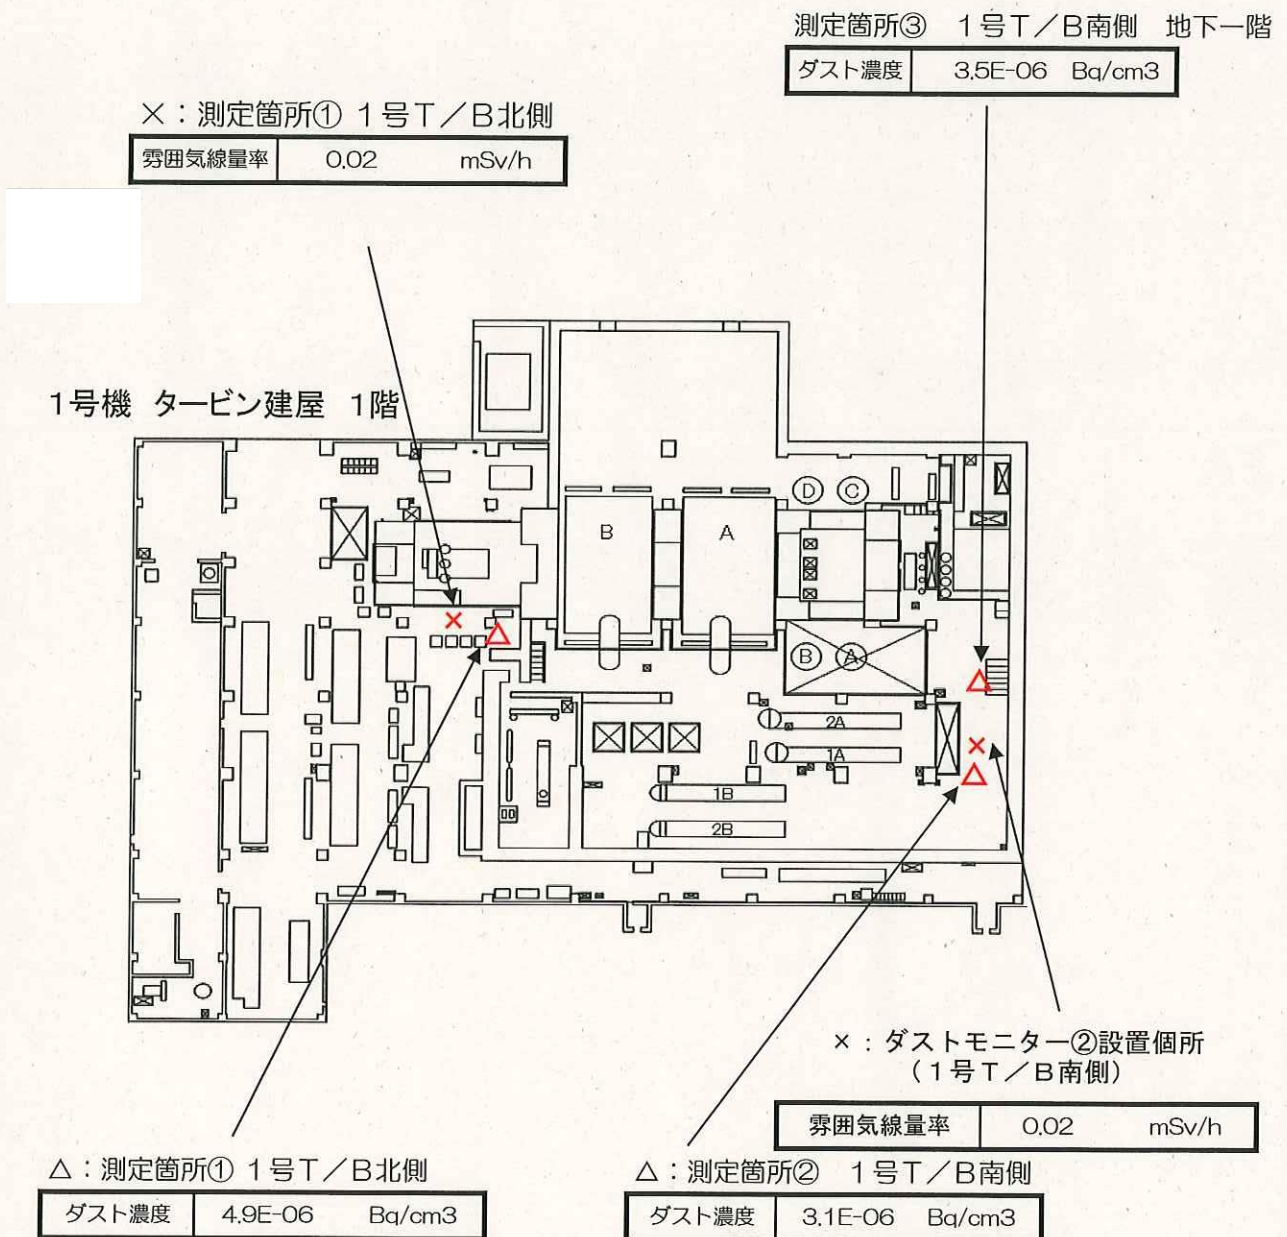 測定箇所③ 1号T/B南側 地下一階
ダスト濃度 3.5E-06 Bq/cm3
×:測定箇所① 1号T/B北側
雰囲気線量率 0.02 mSv/h
1号機 タービン建屋 1階
D C
B A
B A
2A
1A
1B
2B
×:ダストモニター②設置個所
(1号T/B南側)
雰囲気線量率 0.02 mSv/h
△:測定箇所① 1号T/B北側
ダスト濃度 4.9E-06 Bq/cm3
△:測定箇所② 1号T/B南側
ダスト濃度 3.1E-06 Bq/cm3